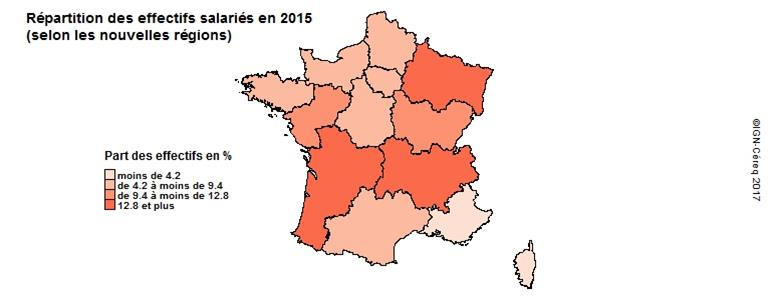 Répartition des effectifs salariés en 2015
(selon les nouvelles régions)
Part des effectifs en %
moins de 4.2
de 4.2 à moins de 9.4
de 9.4 à moins de 12.8
12.8 et plus
©IGN-Céreq 2017